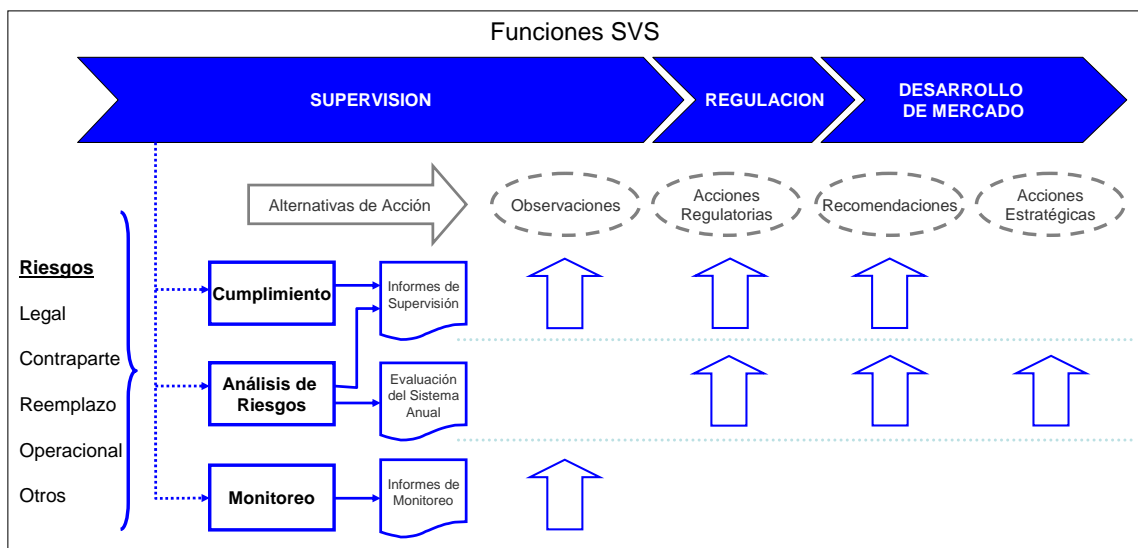 Funciones SVS
SUPERVISION
REGULACION
DESARROLLO
DE MERCADO
Alternativas de Acción
Observaciones
Acciones
Regulatorias
Recomendaciones
Acciones
Estratégicas
Riesgos
Legal
Contraparte
Reemplazo
Operacional
Otros
Cumplimiento
Informes de
Supervisión
Análisis de
Riesgos
Evaluación
del Sistema
Anual
Monitoreo
Informes de
Monitoreo